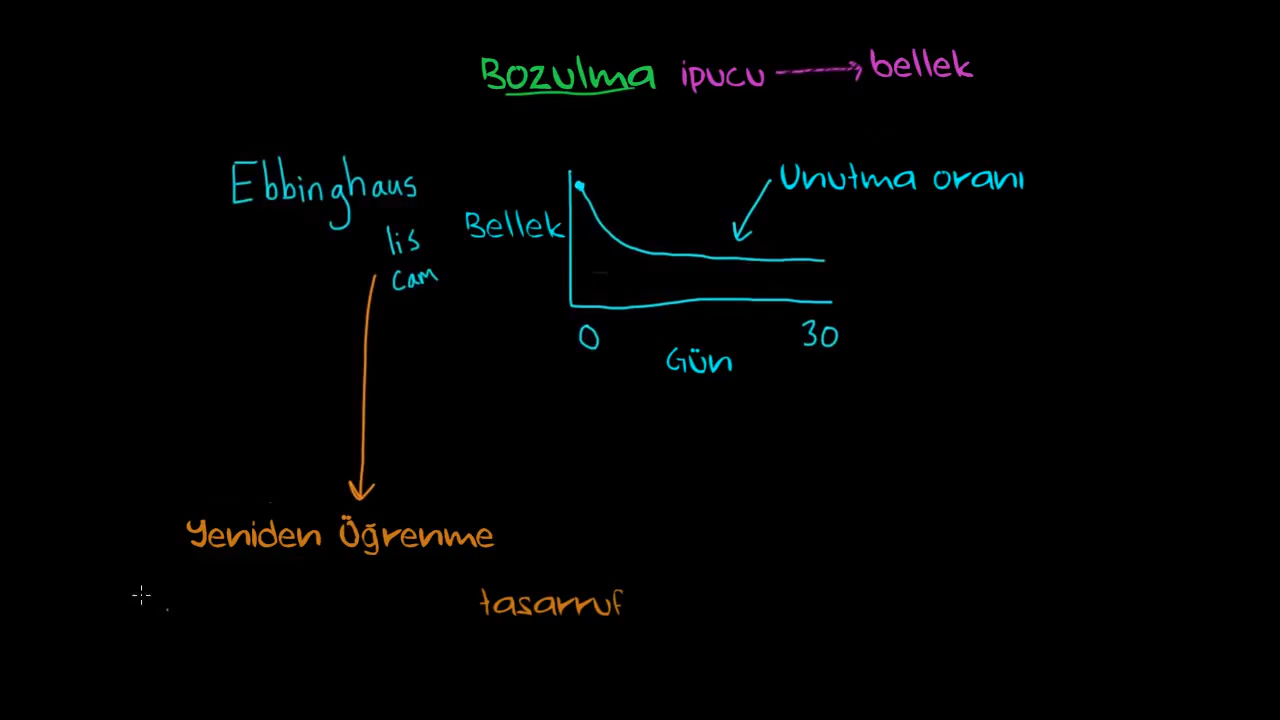 Bozulma ipucu bellek
Ebbinghaus
Unutma oranı
Bellek
lis
cam
0
30
Gün
Yeniden Öğrenme
tasarruf